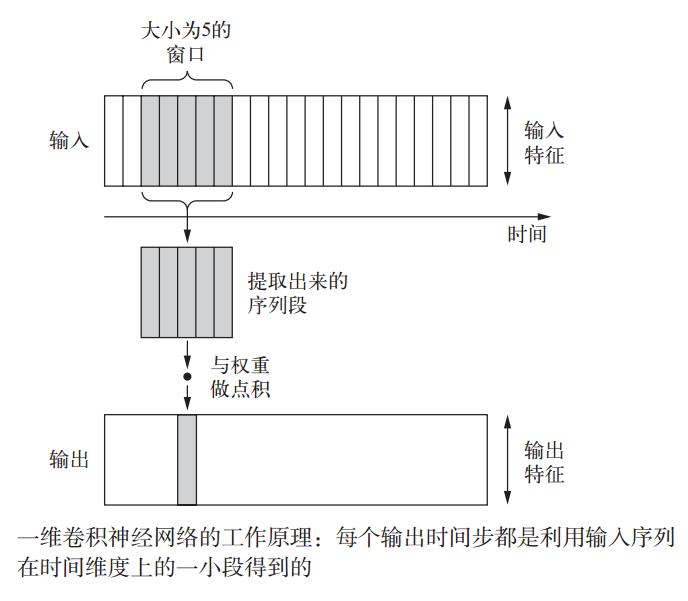 大小为5的
窗口
输入
输入
特征
时间
提取出来的
序列段
与权重
做点积
输出
输出
特征
一维卷积神经网络的工作原理：每个输出时间步都是利用输入序列
在时间维度上的一小段得到的